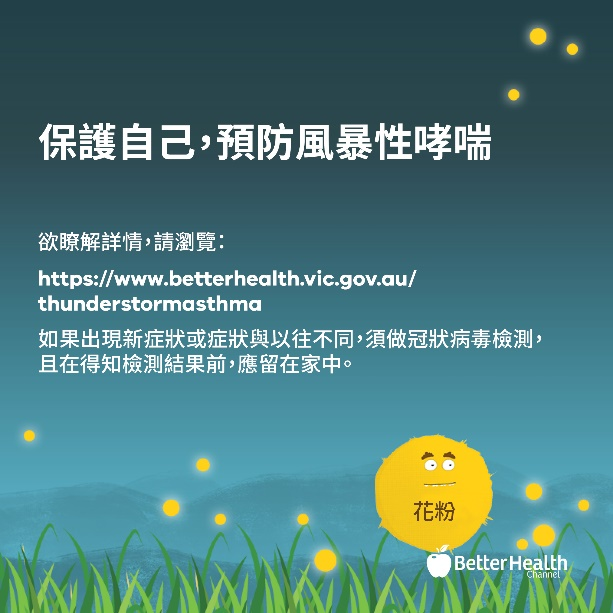 保護自己，預防風暴性哮喘
欲瞭解詳情，請瀏覽：
https://www.betterhealth.vic.gov.au/
thunderstormasthma
如果出現新症狀或症狀與以往不同，須做冠狀病毒檢測，
且在得知檢測結果前，應留在家中。
花粉
BetterHealth
Channel